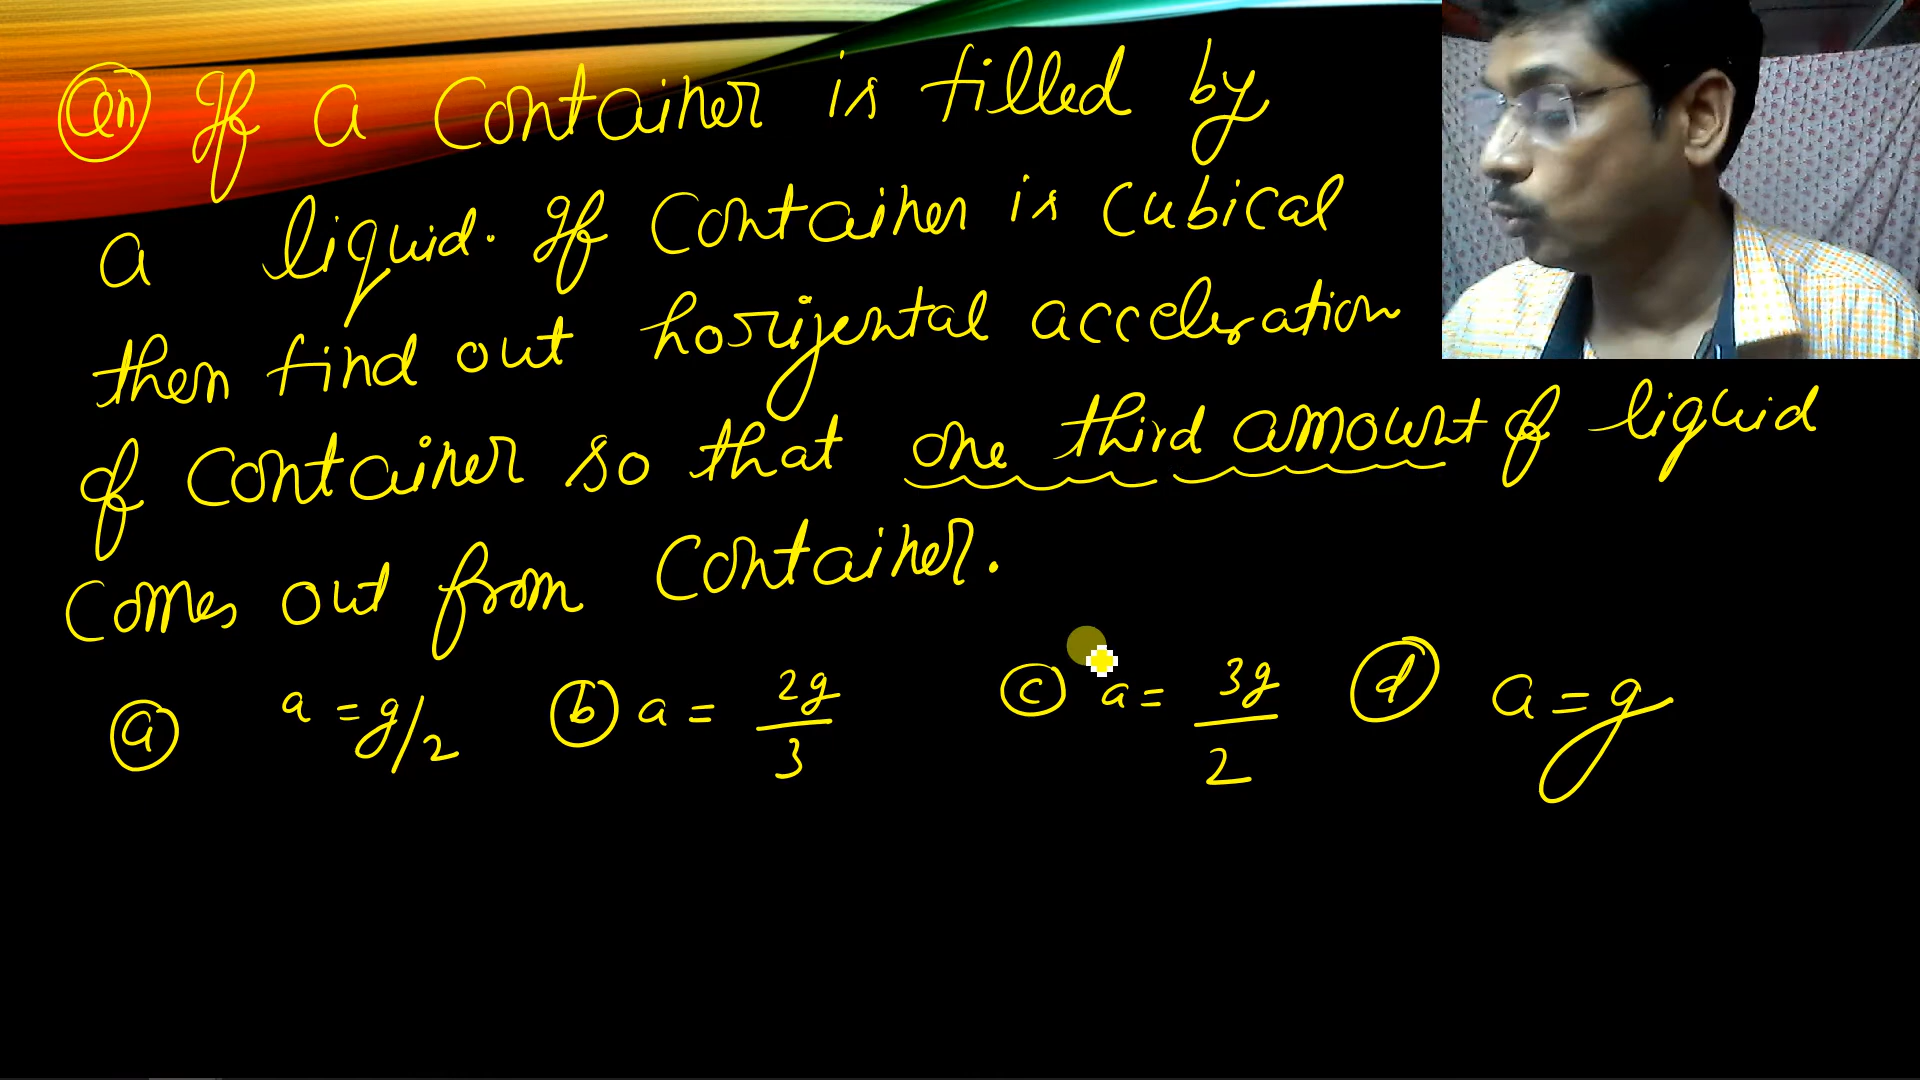 Qn If a container is filled by
a liquid. If container is cubical
then find out horizental acceleration
of container so that one third amount of liquid
comes out from container.
a a = g/2 b a = 2g/3 c a = 3g/2 d a = g